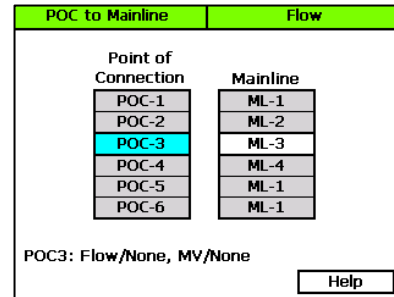 POC to Mainline Flow
Point of
Connection Mainline
POC-1 ML-1
POC-2 ML-2
POC-3 ML-3
POC-4 ML-4
POC-5 ML-1
POC-6 ML-1
POC3: Flow/None, MV/None
Help